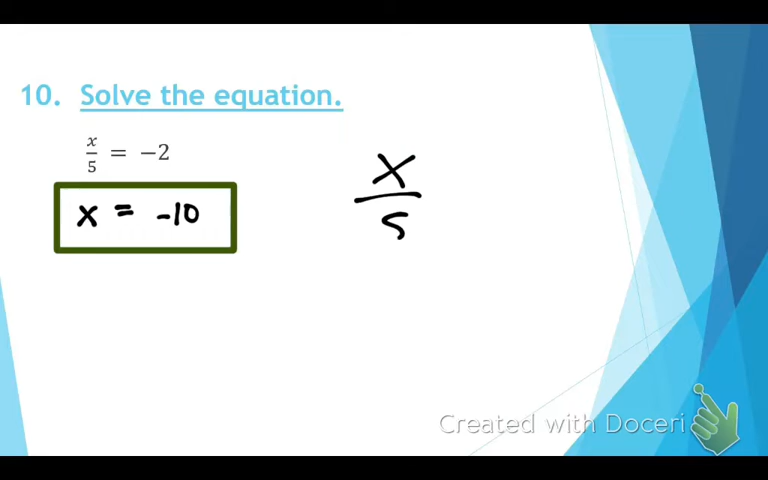 10. Solve the equation.
x/5 = −2
x = -10
x
5
Created with Doceri